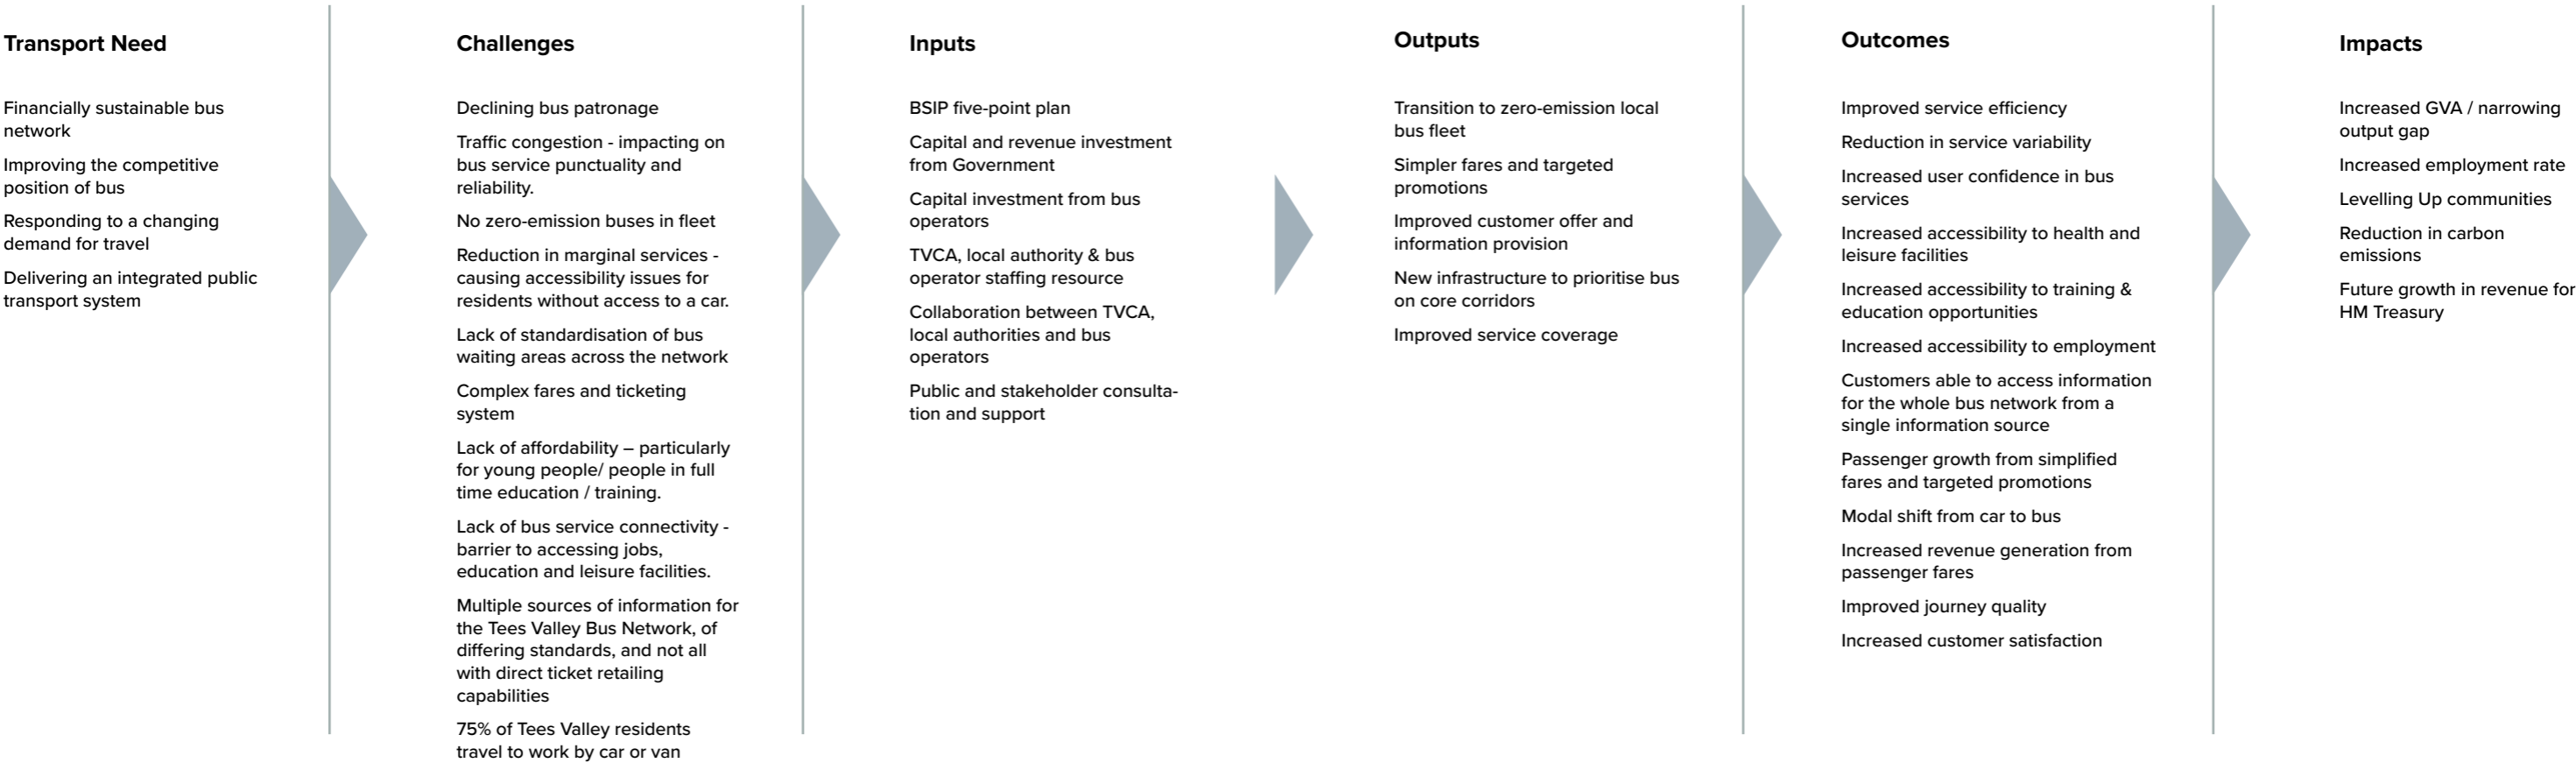 Transport Need
Financially sustainable bus
network
Improving the competitive
position of bus
Responding to a changing
demand for travel
Delivering an integrated public
transport system
Challenges
Declining bus patronage
Traffic congestion - impacting on
bus service punctuality and
reliability.
No zero-emission buses in fleet
Reduction in marginal services -
causing accessibility issues for
residents without access to a car.
Lack of standardisation of bus
waiting areas across the network
Complex fares and ticketing
system
Lack of affordability – particularly
for young people/ people in full
time education / training.
Lack of bus service connectivity -
barrier to accessing jobs,
education and leisure facilities.
Multiple sources of information for
the Tees Valley Bus Network, of
differing standards, and not all
with direct ticket retailing
capabilities
75% of Tees Valley residents
travel to work by car or van
Inputs
BSIP five-point plan
Capital and revenue investment
from Government
Capital investment from bus
operators
TVCA, local authority & bus
operator staffing resource
Collaboration between TVCA,
local authorities and bus
operators
Public and stakeholder consulta-
tion and support
Outputs
Transition to zero-emission local
bus fleet
Simpler fares and targeted
promotions
Improved customer offer and
information provision
New infrastructure to prioritise bus
on core corridors
Improved service coverage
Outcomes
Improved service efficiency
Reduction in service variability
Increased user confidence in bus
services
Increased accessibility to health and
leisure facilities
Increased accessibility to training &
education opportunities
Increased accessibility to employment
Customers able to access information
for the whole bus network from a
single information source
Passenger growth from simplified
fares and targeted promotions
Modal shift from car to bus
Increased revenue generation from
passenger fares
Improved journey quality
Increased customer satisfaction
Impacts
Increased GVA / narrowing
output gap
Increased employment rate
Levelling Up communities
Reduction in carbon
emissions
Future growth in revenue for
HM Treasury